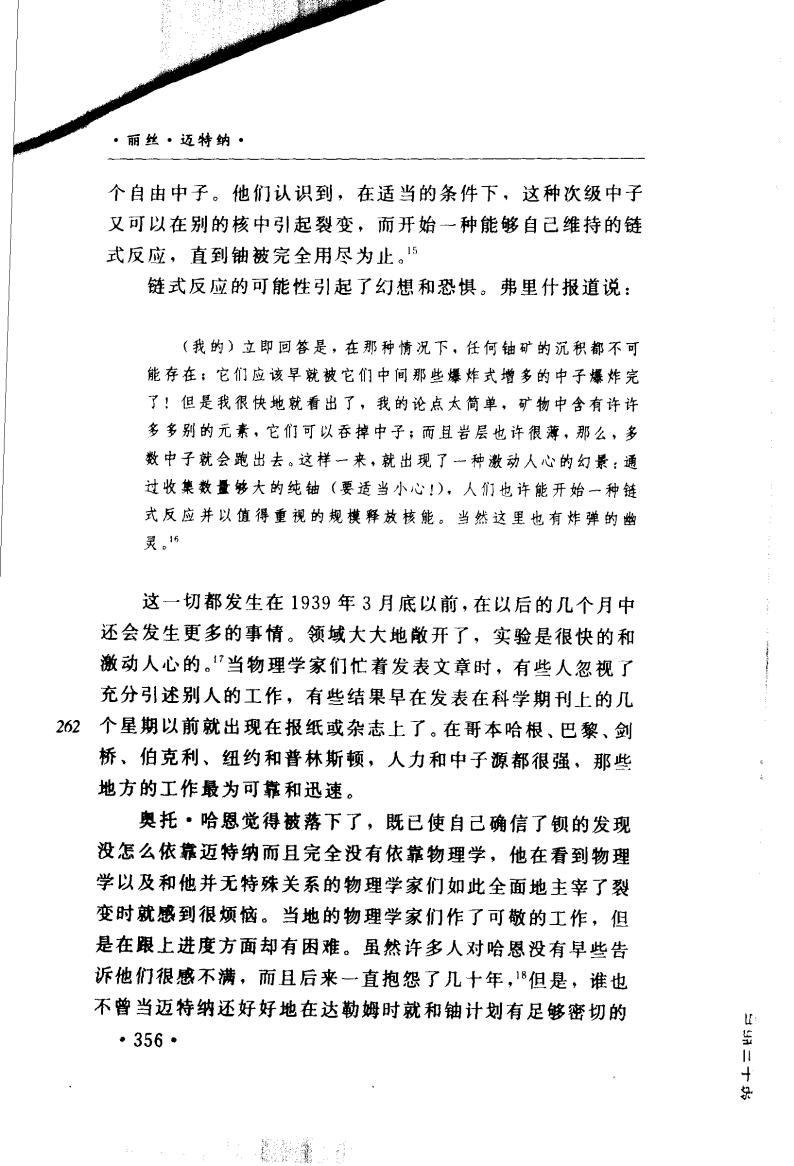 ·丽丝·迈特纳·
个自由中子。他们认识到，在适当的条件下，这种次级中子
又可以在别的核中引起裂变，而开始一种能够自己维持的链
式反应，直到铀被完全用尽为止。15
链式反应的可能性引起了幻想和恐惧。弗里什报道说：
（我的）立即回答是，在那种情况下，任何铀矿的沉积都不可
能存在；它们应该早就被它们中间那些爆炸式增多的中子爆炸完
了！但是我很快地就看出了，我的论点太简单，矿物中含有许许
多多别的元素，它们可以吞掉中子；而且岩层也许很薄，那么，多
数中子就会跑出去。这样一来，就出现了一种激动人心的幻景：通
过收集数量够大的纯铀（要适当小心！），人们也许能开始一种链
式反应并以值得重视的规模释放核能。当然这里也有炸弹的幽
灵。16
这一切都发生在 1939 年 3 月底以前，在以后的几个月中
还会发生更多的事情。领域大大地敞开了，实验是很快的和
激动人心的。17当物理学家们忙着发表文章时，有些人忽视了
充分引述别人的工作，有些结果早在发表在科学期刊上的几
262 个星期以前就出现在报纸或杂志上了。在哥本哈根、巴黎、剑
桥、伯克利、纽约和普林斯顿，人力和中子源都很强，那些
地方的工作最为可靠和迅速。
奥托·哈恩觉得被落下了，既已使自己确信了钡的发现
没怎么依靠迈特纳而且完全没有依靠物理学，他在看到物理
学以及和他并无特殊关系的物理学家们如此全面地主宰了裂
变时就感到很烦恼。当地的物理学家们作了可敬的工作，但
是在跟上进度方面却有困难。虽然许多人对哈恩没有早些告
诉他们很感不满，而且后来一直抱怨了几十年，18但是，谁也
不曾当迈特纳还好好地在达勒姆时就和铀计划有足够密切的
·356·